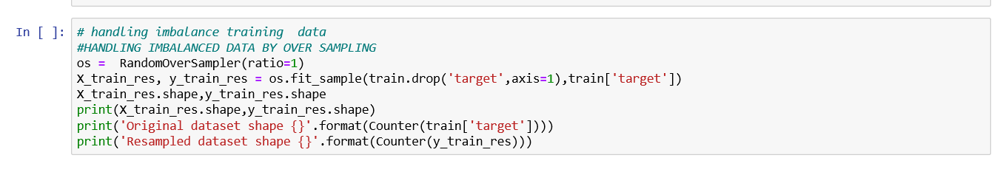 In [ ]:
# handling imbalance training  data
#HANDLING IMBALANCED DATA BY OVER SAMPLING
os =  RandomOverSampler(ratio=1)
X_train_res, y_train_res = os.fit_sample(train.drop('target',axis=1),train['target'])
X_train_res.shape,y_train_res.shape
print(X_train_res.shape,y_train_res.shape)
print('Original dataset shape {}'.format(Counter(train['target'])))
print('Resampled dataset shape {}'.format(Counter(y_train_res)))